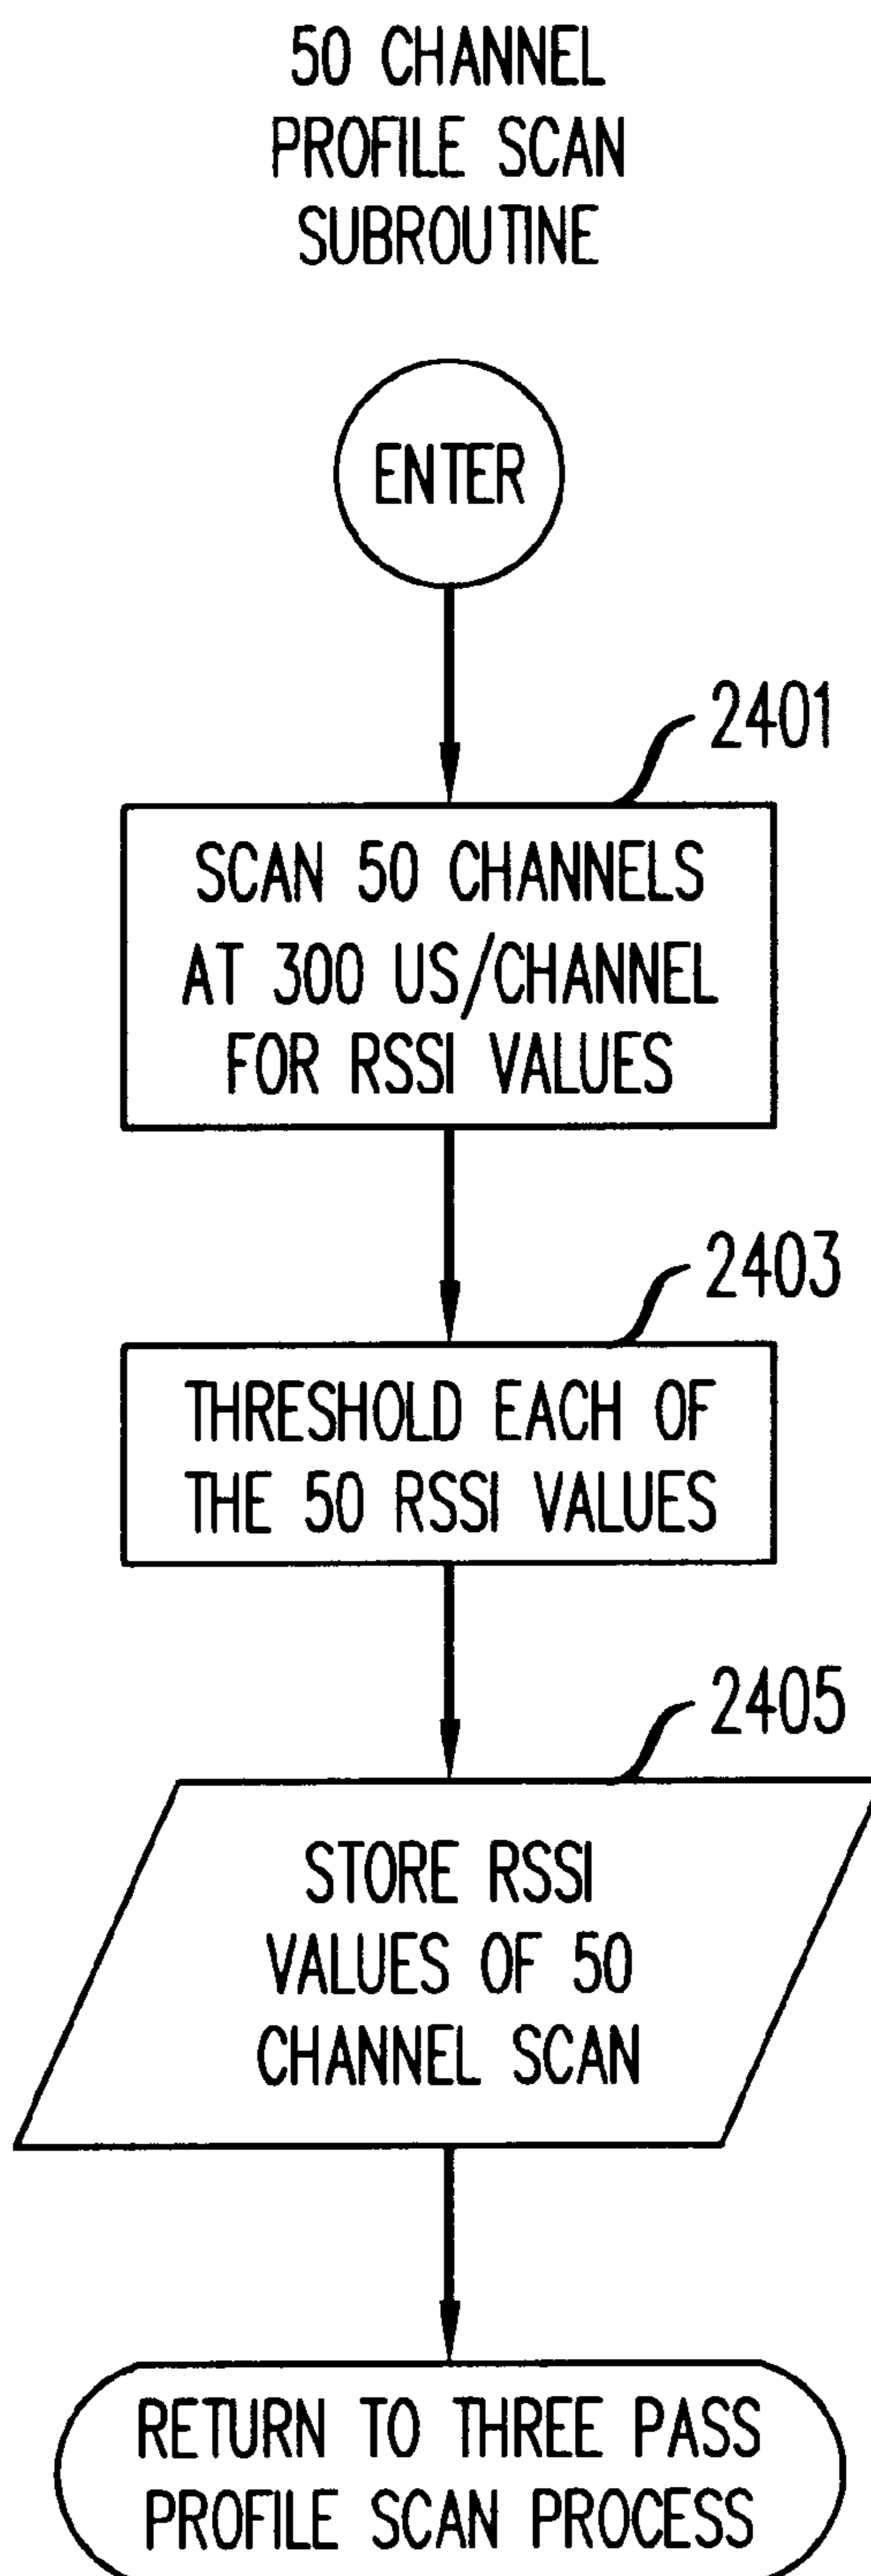 50 CHANNEL
PROFILE SCAN
SUBROUTINE
ENTER
2401
SCAN 50 CHANNELS
AT 300 US/CHANNEL
FOR RSSI VALUES
2403
THRESHOLD EACH OF
THE 50 RSSI VALUES
2405
STORE RSSI
VALUES OF 50
CHANNEL SCAN
RETURN TO THREE PASS
PROFILE SCAN PROCESS